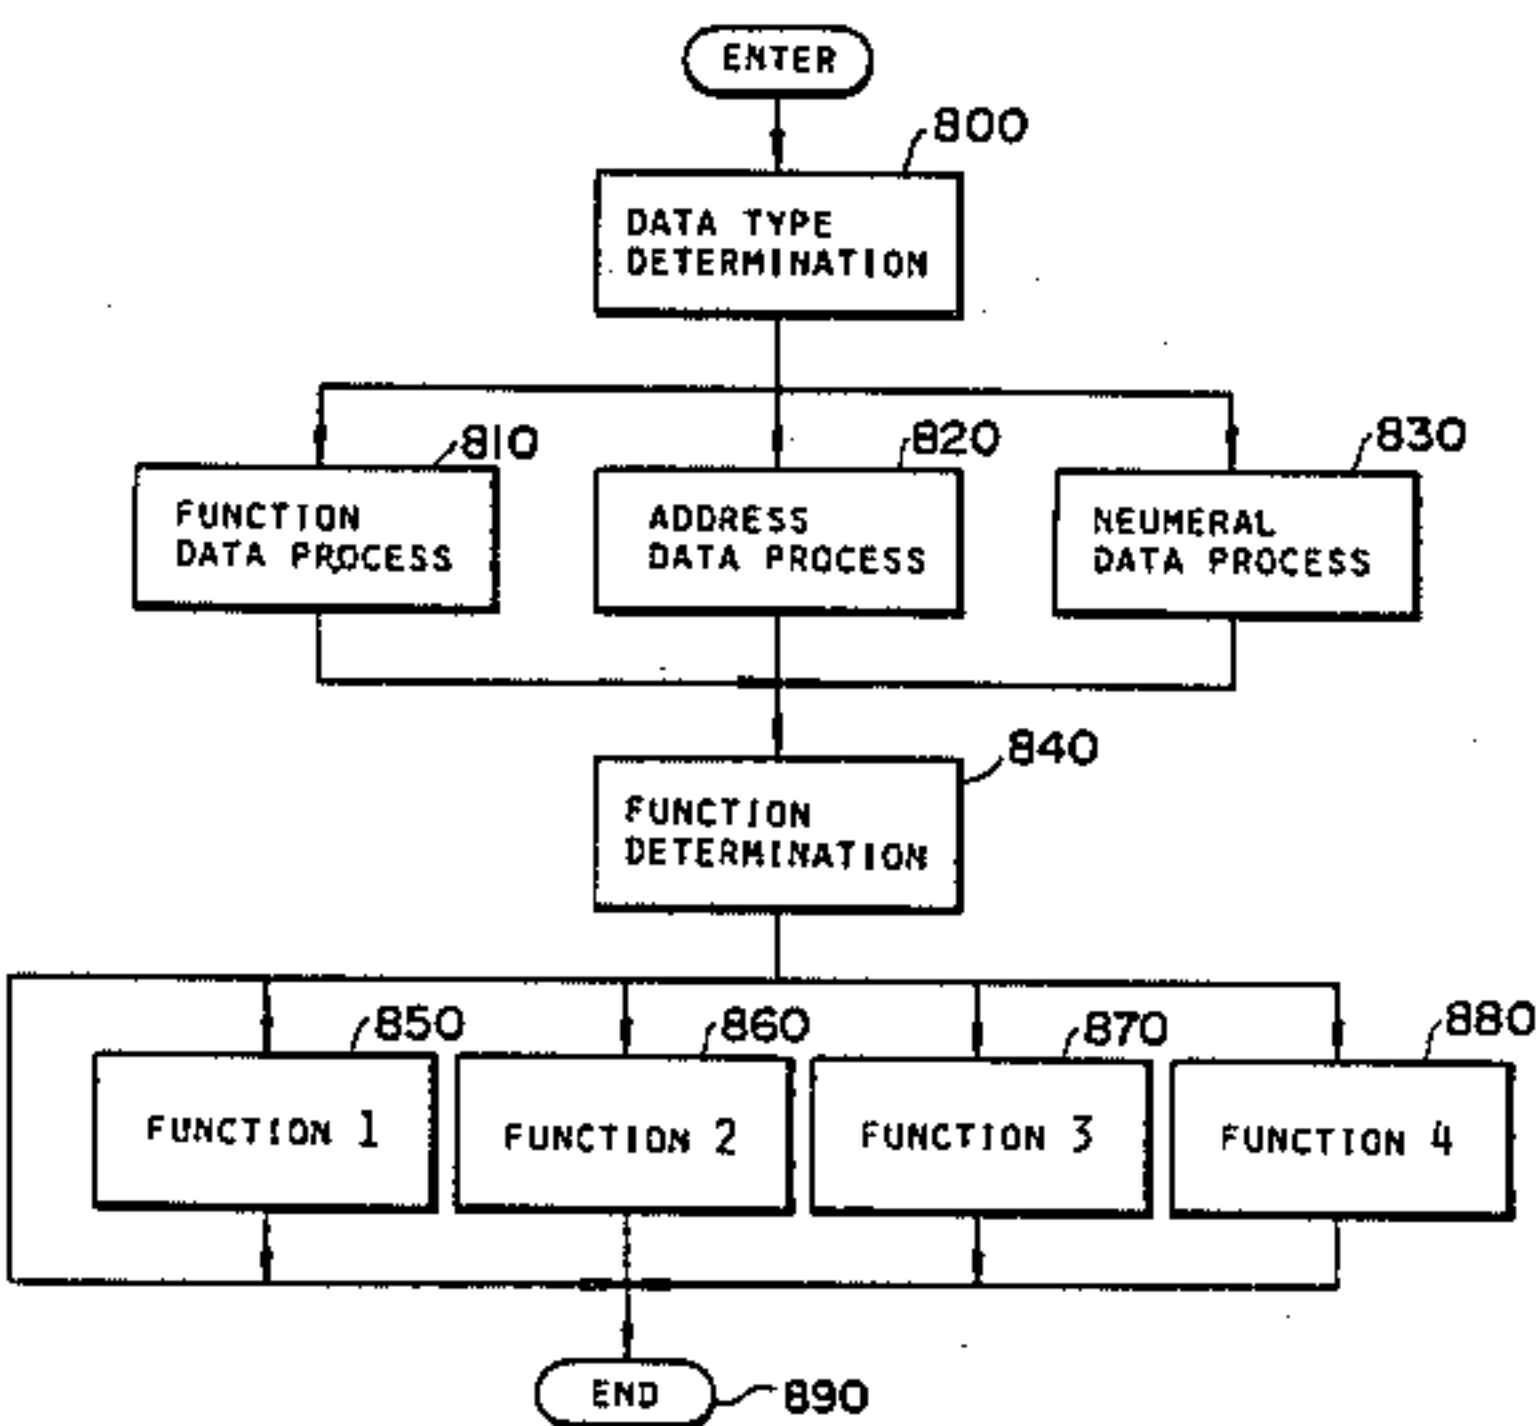 ENTER
800
DATA TYPE
DETERMINATION
810
820
830
FUNCTION
DATA PROCESS
ADDRESS
DATA PROCESS
NEUMERAL
DATA PROCESS
840
FUNCTION
DETERMINATION
850
860
870
880
FUNCTION 1
FUNCTION 2
FUNCTION 3
FUNCTION 4
END
890